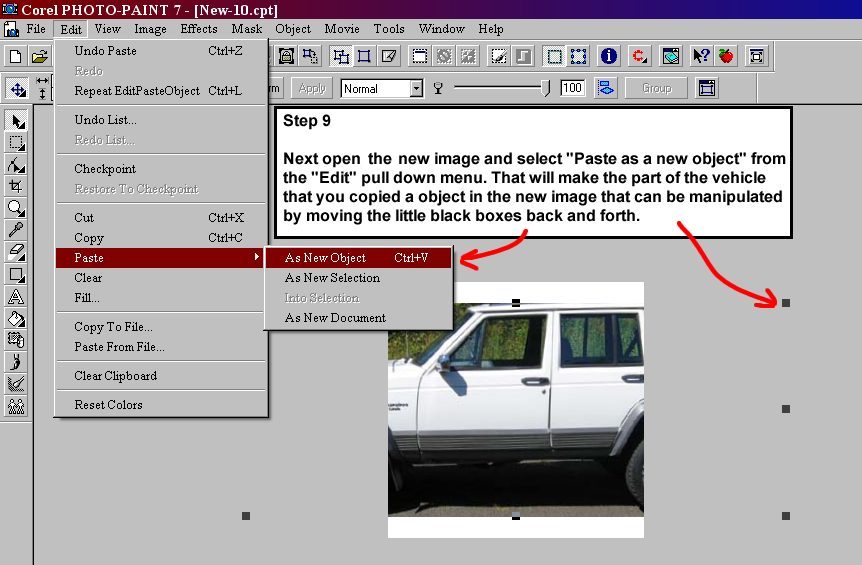 Corel PHOTO-PAINT 7 - [New-10.cpt]
File Edit View Image Effects Mask Object Movie Tools Window Help
Undo Paste Ctrl+Z
Redo
Repeat EditPasteObject Ctrl+L
Undo List...
Redo List...
Checkpoint
Restore To Checkpoint
Cut Ctrl+X
Copy Ctrl+C
Paste
Clear
Fill...
Copy To File...
Paste From File...
Clear Clipboard
Reset Colors
As New Object Ctrl+V
As New Selection
Into Selection
As New Document
Apply
Normal
100
Group
Step 9
Next open the new image and select "Paste as a new object" from
the "Edit" pull down menu. That will make the part of the vehicle
that you copied a object in the new image that can be manipulated
by moving the little black boxes back and forth.